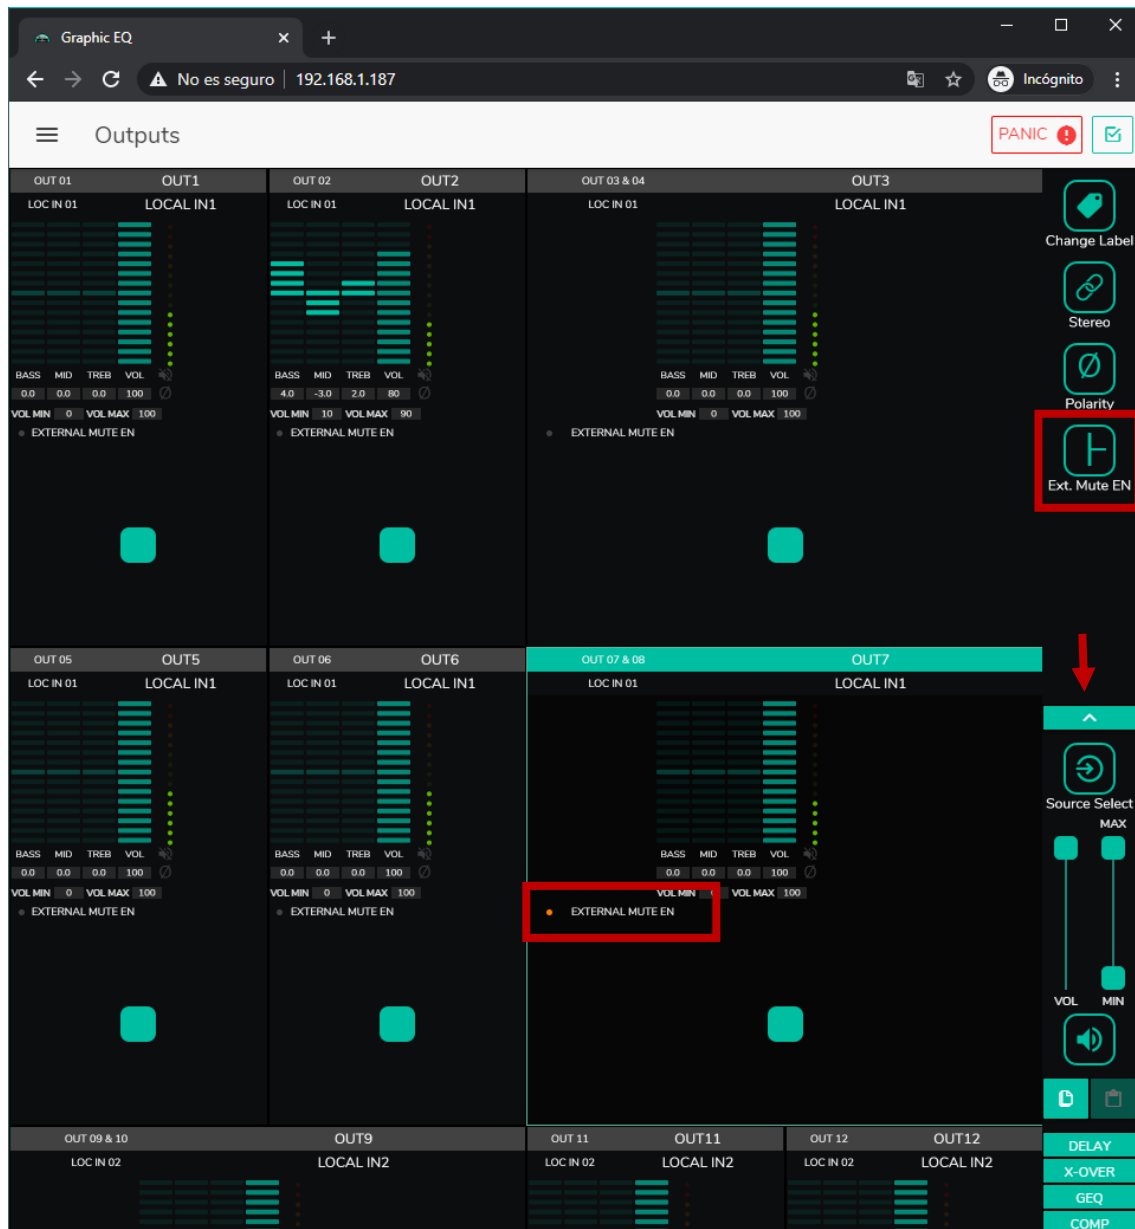 Graphic EQ
No es seguro 192.168.1.187 Incógnito
Outputs PANIC
OUT 01 OUT1 OUT 02 OUT2 OUT 03 & 04 OUT3
LOC IN 01 LOCAL IN1 LOC IN 01 LOCAL IN1 LOC IN 01 LOCAL IN1
Change Label
Stereo
BASS MID TREB VOL BASS MID TREB VOL BASS MID TREB VOL
0.0 0.0 0.0 100 4.0 -3.0 2.0 80 0.0 0.0 0.0 100
Polarity
VOL MIN 0 VOL MAX 100 VOL MIN 10 VOL MAX 90 VOL MIN 0 VOL MAX 100
EXTERNAL MUTE EN EXTERNAL MUTE EN EXTERNAL MUTE EN
Ext. Mute EN
OUT 05 OUT5 OUT 06 OUT6 OUT 07 & 08 OUT7
LOC IN 01 LOCAL IN1 LOC IN 01 LOCAL IN1 LOC IN 01 LOCAL IN1
Source Select
MAX
BASS MID TREB VOL BASS MID TREB VOL BASS MID TREB VOL
0.0 0.0 0.0 100 0.0 0.0 0.0 100 0.0 0.0 0.0 100
VOL MIN 0 VOL MAX 100 VOL MIN 0 VOL MAX 100 VOL MIN 0 VOL MAX 100
EXTERNAL MUTE EN EXTERNAL MUTE EN EXTERNAL MUTE EN
VOL MIN
OUT 09 & 10 OUT9 OUT 11 OUT11 OUT 12 OUT12
DELAY
LOC IN 02 LOCAL IN2 LOC IN 02 LOCAL IN2 LOC IN 02 LOCAL IN2
X-OVER
GEQ
COMP